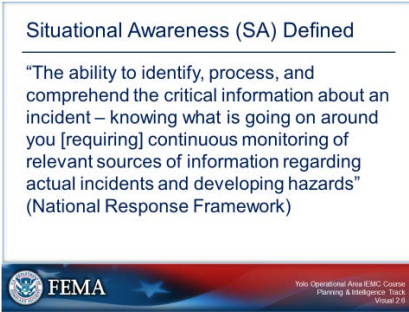 Situational Awareness (SA) Defined
“The ability to identify, process, and
comprehend the critical information about an
incident – knowing what is going on around
you [requiring] continuous monitoring of
relevant sources of information regarding
actual incidents and developing hazards”
(National Response Framework)
FEMA
Yolo Operational Area IEMC Course
Planning & Intelligence Track
Visual 2.6